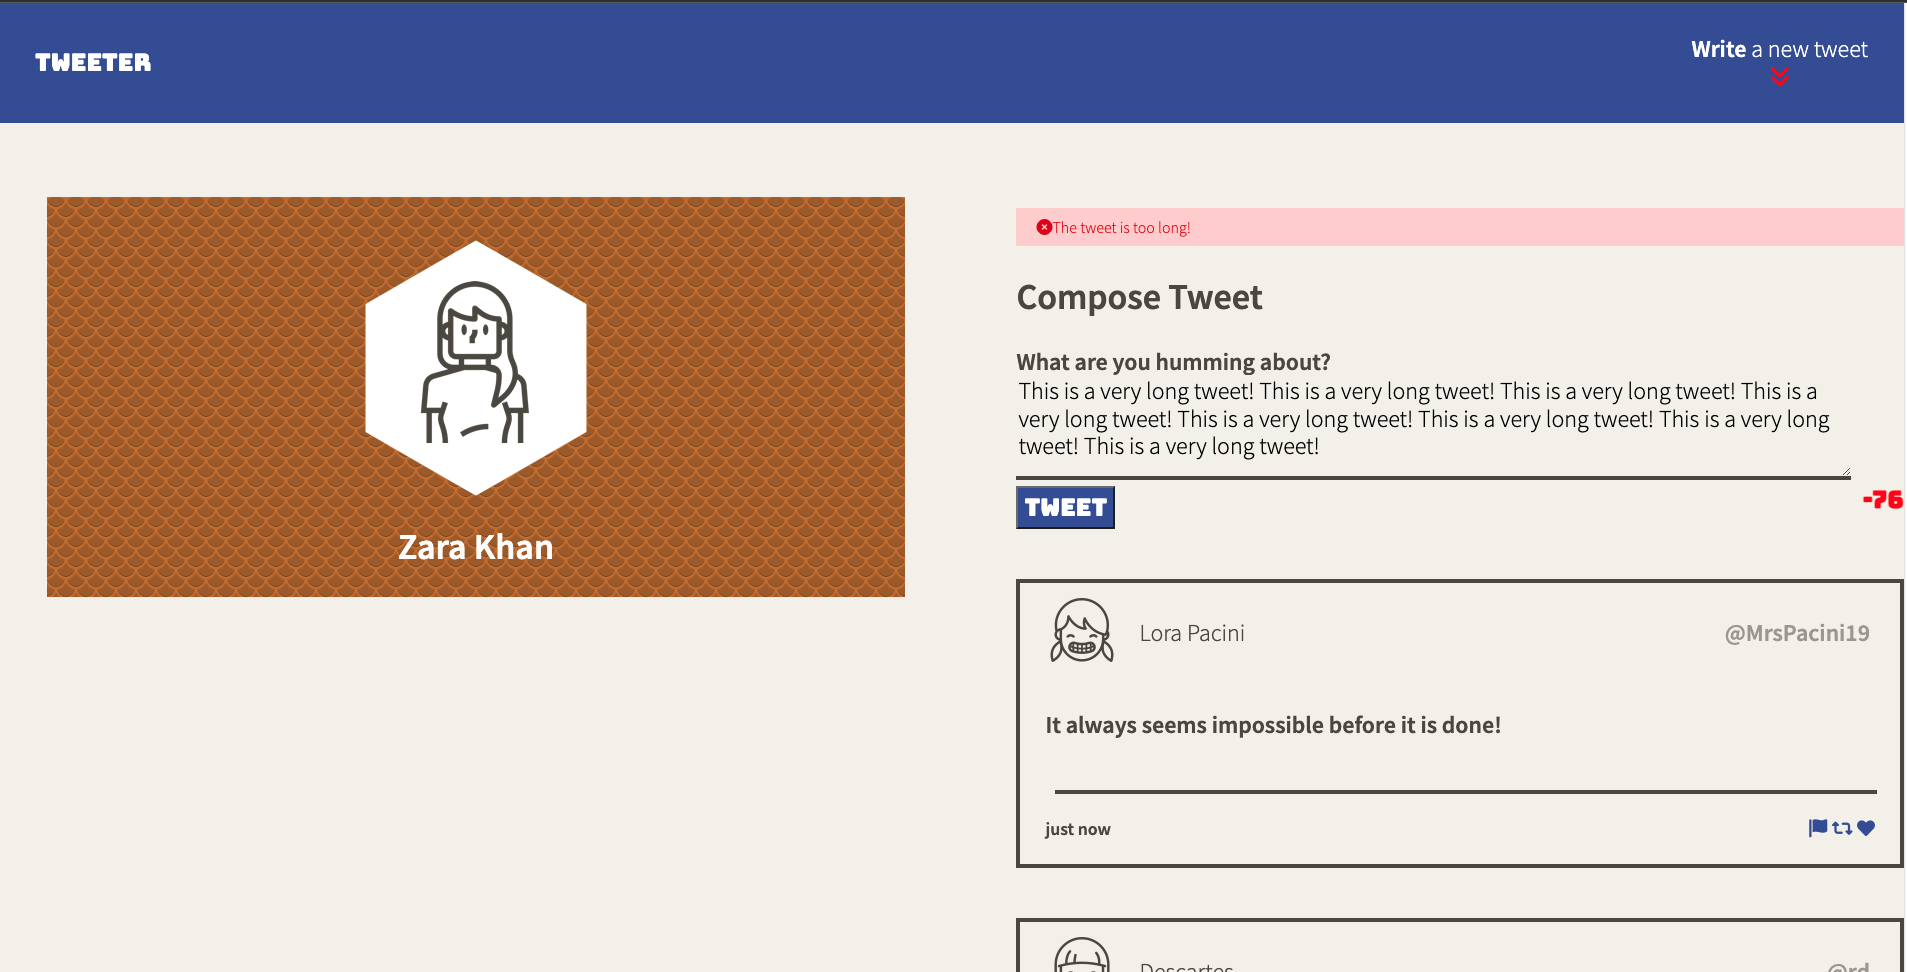 TWEETER
Write a new tweet
Zara Khan
The tweet is too long!
Compose Tweet
What are you humming about?
This is a very long tweet! This is a very long tweet! This is a very long tweet! This is a
very long tweet! This is a very long tweet! This is a very long tweet! This is a very long
tweet! This is a very long tweet!
TWEET
-76
Lora Pacini
@MrsPacini19
It always seems impossible before it is done!
just now
Descartes
@rd